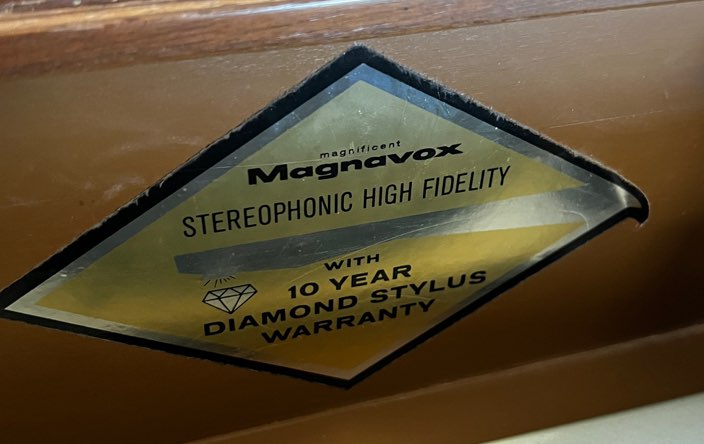 magnificent
Magnavox
STEREOPHONIC HIGH FIDELITY
WITH
10 YEAR
DIAMOND STYLUS
WARRANTY